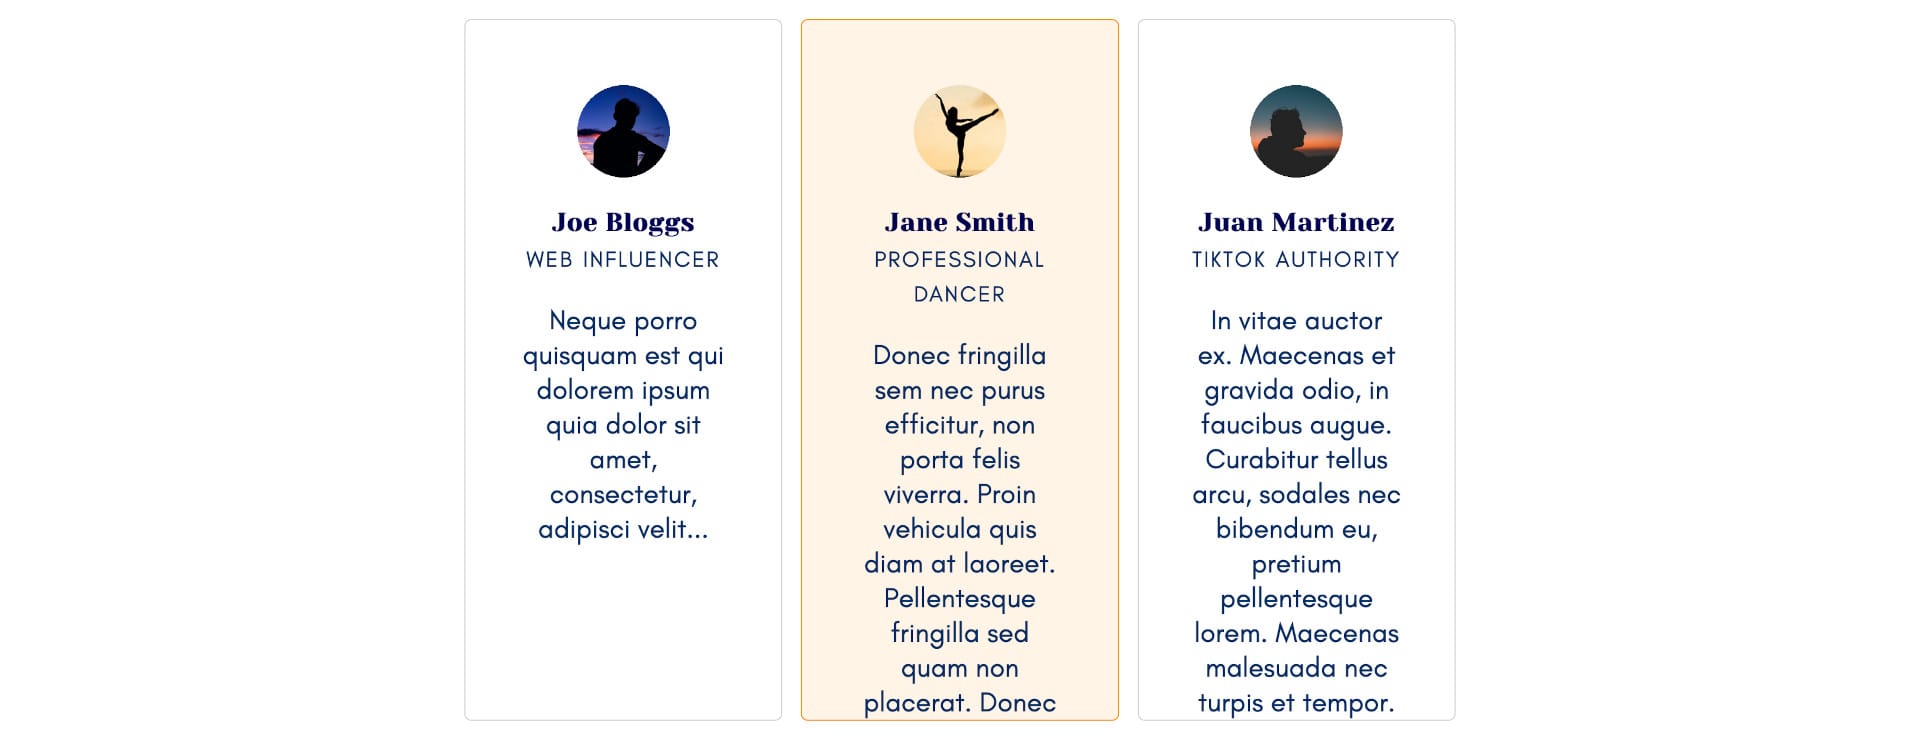 Joe Bloggs
WEB INFLUENCER
Neque porro
quisquam est qui
dolorem ipsum
quia dolor sit
amet,
consectetur,
adipisci velit...
Jane Smith
PROFESSIONAL
DANCER
Donec fringilla
sem nec purus
efficitur, non
porta felis
viverra. Proin
vehicula quis
diam at laoreet.
Pellentesque
fringilla sed
quam non
placerat. Donec
Juan Martinez
TIKTOK AUTHORITY
In vitae auctor
ex. Maecenas et
gravida odio, in
faucibus augue.
Curabitur tellus
arcu, sodales nec
bibendum eu,
pretium
pellentesque
lorem. Maecenas
malesuada nec
turpis et tempor.